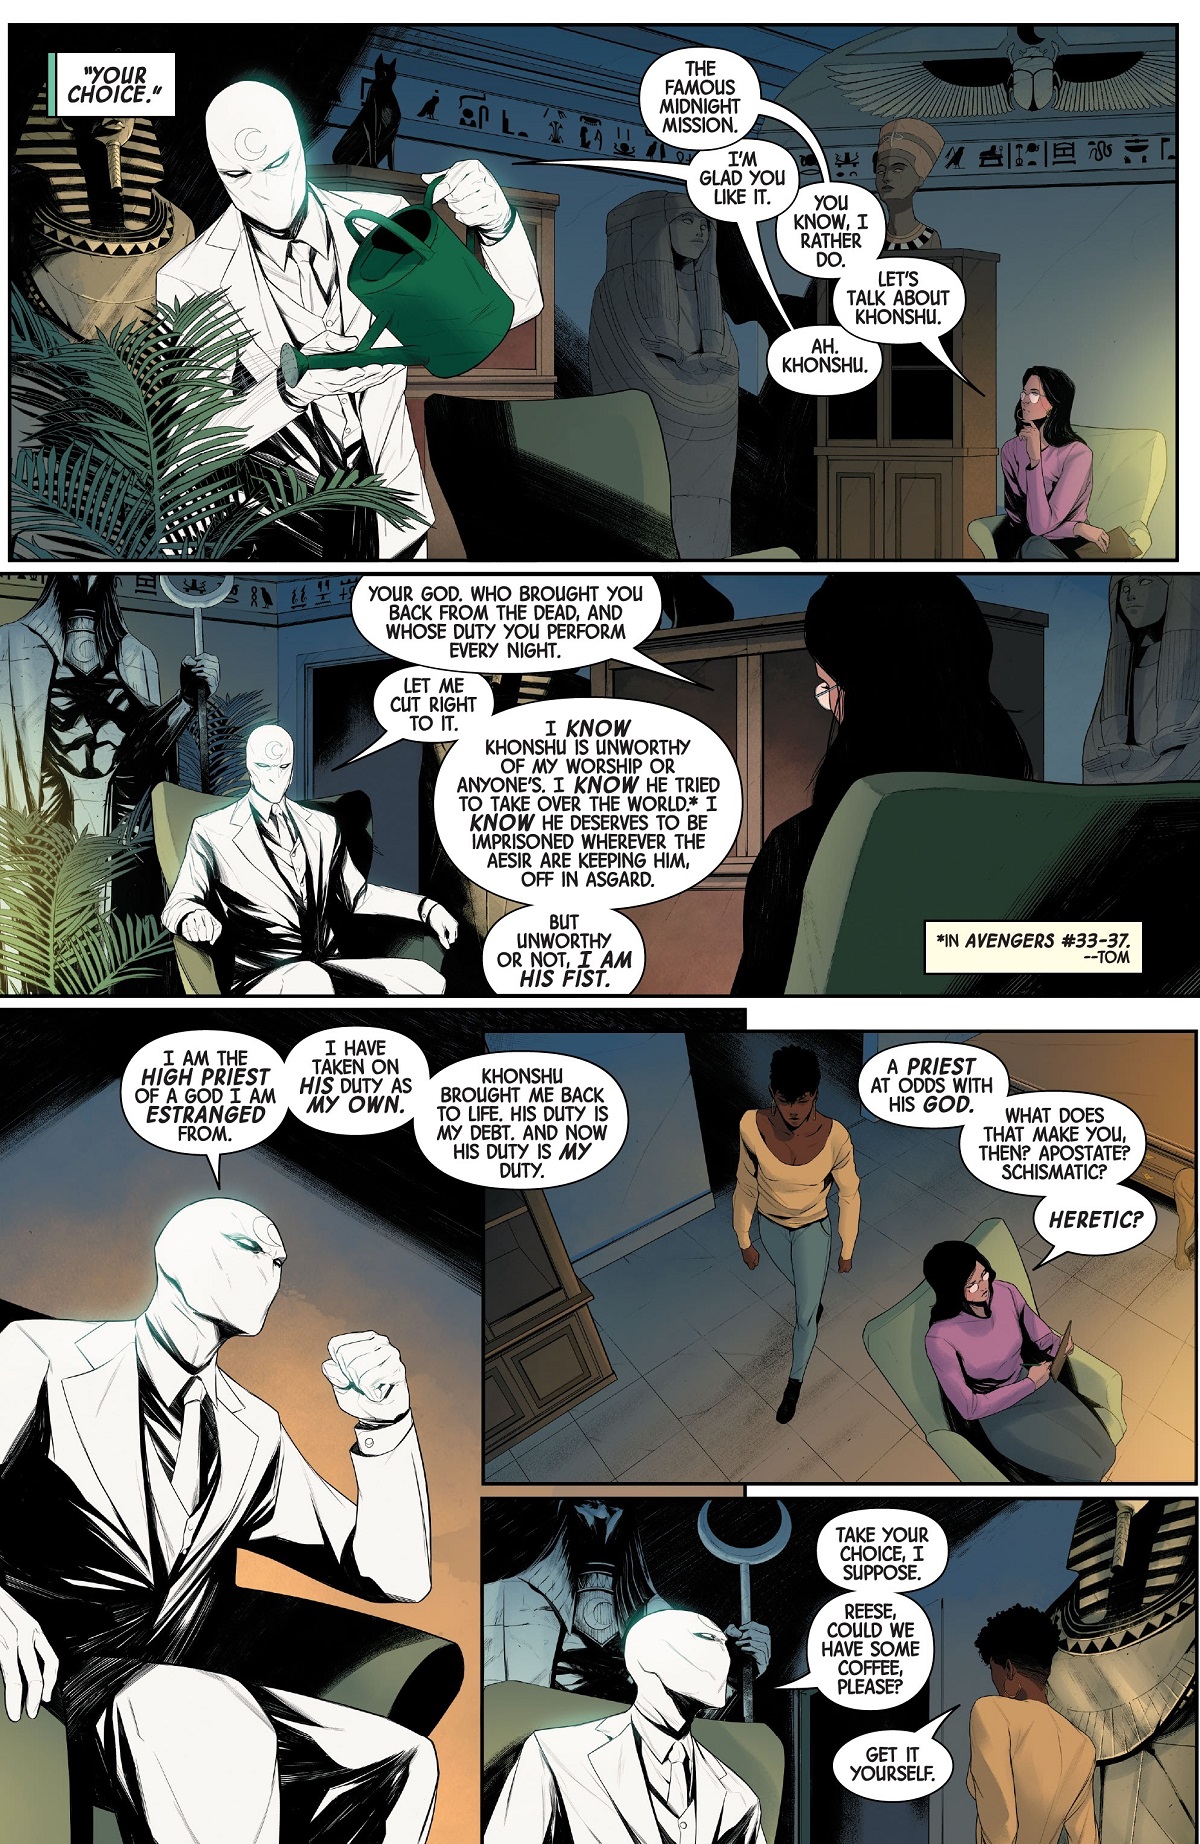 "YOUR
CHOICE."
THE
FAMOUS
MIDNIGHT
MISSION.
I'M
GLAD YOU
LIKE IT.
YOU
KNOW, I
RATHER
DO.
LET'S
TALK ABOUT
KHONSHU.
AH.
KHONSHU.
YOUR GOD. WHO BROUGHT YOU
BACK FROM THE DEAD, AND
WHOSE DUTY YOU PERFORM
EVERY NIGHT.
LET ME
CUT RIGHT
TO IT.
I KNOW
KHONSHU IS UNWORTHY
OF MY WORSHIP OR
ANYONE'S. I KNOW HE TRIED
TO TAKE OVER THE WORLD.* I
KNOW HE DESERVES TO BE
IMPRISONED WHEREVER THE
AESIR ARE KEEPING HIM,
OFF IN ASGARD.
BUT
UNWORTHY
OR NOT, I AM
HIS FIST.
*IN AVENGERS #33-37.
--TOM
I AM THE
HIGH PRIEST
OF A GOD I AM
ESTRANGED
FROM.
I HAVE
TAKEN ON
HIS DUTY AS
MY OWN.
KHONSHU
BROUGHT ME BACK
TO LIFE. HIS DUTY IS
MY DEBT. AND NOW
HIS DUTY IS MY
DUTY.
A PRIEST
AT ODDS WITH
HIS GOD.
WHAT DOES
THAT MAKE YOU,
THEN? APOSTATE?
SCHISMATIC?
HERETIC?
TAKE YOUR
CHOICE, I
SUPPOSE.
REESE,
COULD WE
HAVE SOME
COFFEE,
PLEASE?
GET IT
YOURSELF.